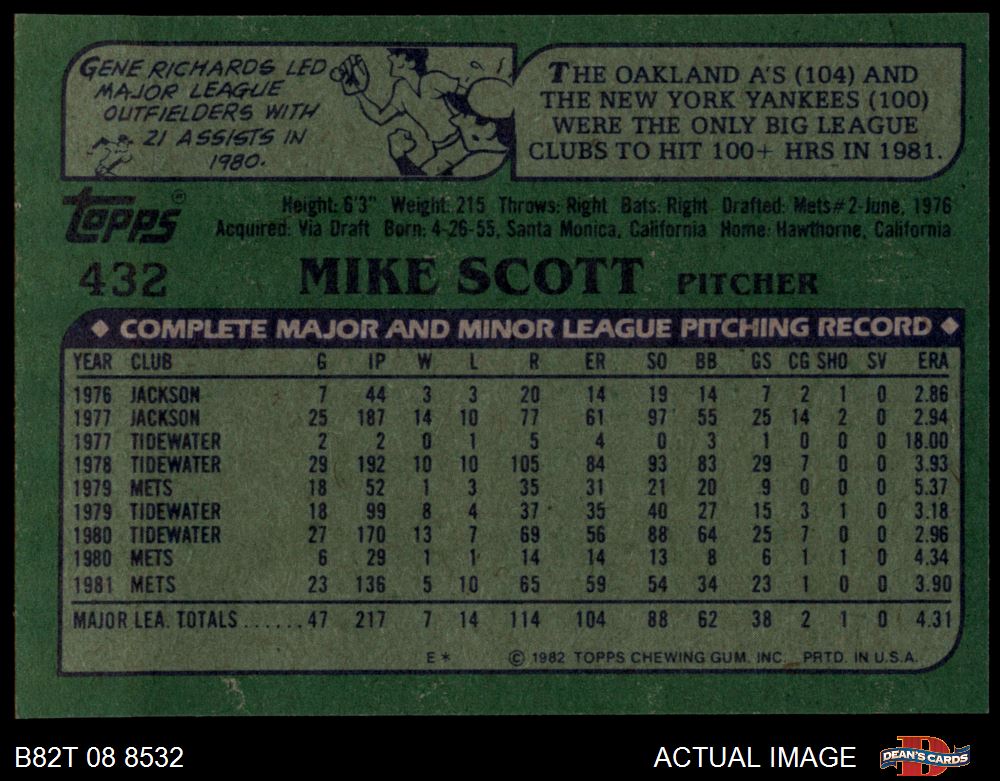 GENE RICHARDS LED
MAJOR LEAGUE
OUTFIELDERS WITH
21 ASSISTS IN
1980.
THE OAKLAND A'S (104) AND
THE NEW YORK YANKEES (100)
WERE THE ONLY BIG LEAGUE
CLUBS TO HIT 100+ HRS IN 1981.
topps®
Height: 6'3" Weight: 215 Throws: Right Bats: Right Drafted: Mets #2-June, 1976
Acquired: Via Draft Born: 4-26-55, Santa Monica, California Home: Hawthorne, California
432 MIKE SCOTT PITCHER
◆ COMPLETE MAJOR AND MINOR LEAGUE PITCHING RECORD ◆
YEAR CLUB G IP W L R ER SO BB GS CG SHO SV ERA
1976 JACKSON 7 44 3 3 20 14 19 14 7 2 1 0 2.86
1977 JACKSON 25 187 14 10 77 61 97 55 25 14 2 0 2.94
1977 TIDEWATER 2 2 0 1 5 4 0 3 1 0 0 0 18.00
1978 TIDEWATER 29 192 10 10 105 84 93 83 29 7 0 0 3.93
1979 METS 18 52 1 3 35 31 21 20 9 0 0 0 5.37
1979 TIDEWATER 18 99 8 4 37 35 40 27 15 3 1 0 3.18
1980 TIDEWATER 27 170 13 7 69 56 88 64 25 7 0 0 2.96
1980 METS 6 29 1 1 14 14 13 8 6 1 1 0 4.34
1981 METS 23 136 5 10 65 59 54 34 23 1 0 0 3.90
MAJOR LEA. TOTALS ......47 217 7 14 114 104 88 62 38 2 1 0 4.31
E* © 1982 TOPPS CHEWING GUM, INC. PRTD. IN U.S.A.
B82T 08 8532 ACTUAL IMAGE DEAN'S CARDS